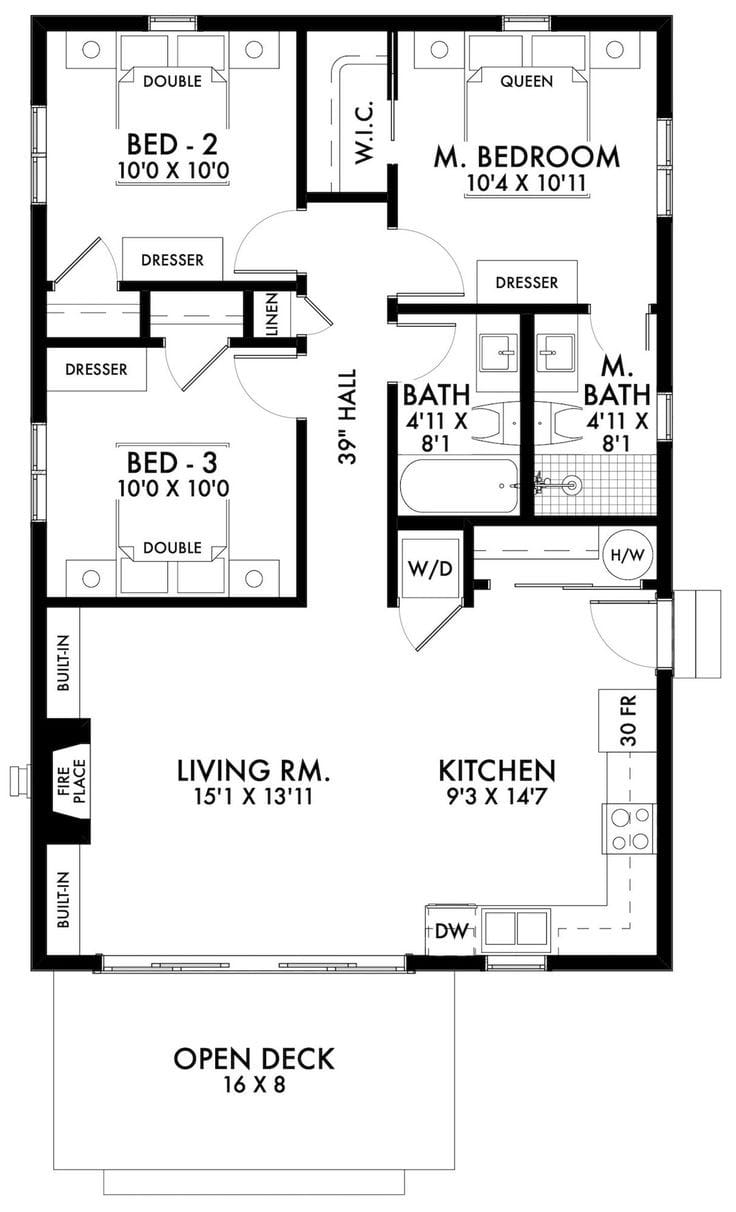 DOUBLE
BED - 2
10'0 X 10'0
DRESSER
W.I.C.
QUEEN
M. BEDROOM
10'4 X 10'11
DRESSER
LINEN
DRESSER
BED - 3
10'0 X 10'0
DOUBLE
39" HALL
BATH
4'11 X
8'1
M.
BATH
4'11 X
8'1
W/D
H/W
BUILT-IN
FIRE
PLACE
BUILT-IN
LIVING RM.
15'1 X 13'11
KITCHEN
9'3 X 14'7
30 FR
DW
OPEN DECK
16 X 8